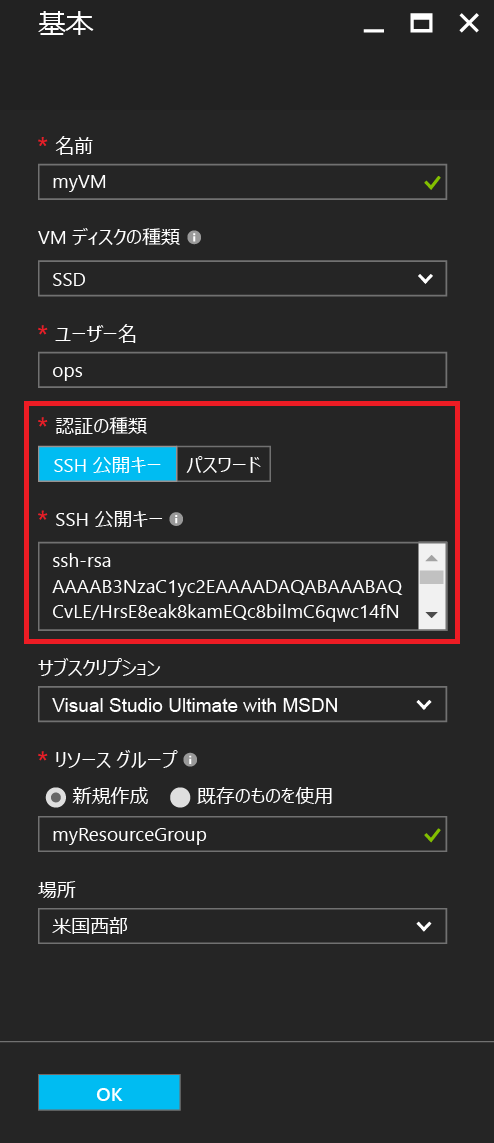 基本
* 名前
myVM
VM ディスクの種類
SSD
* ユーザー名
ops
* 認証の種類
SSH 公開キー パスワード
* SSH 公開キー
ssh-rsa
AAAAB3NzaC1yc2EAAAADAQABAAABAQ
CvLE/HrsE8eak8kamEQc8bilmC6qwc14fN
サブスクリプション
Visual Studio Ultimate with MSDN
* リソース グループ
新規作成 既存のものを使用
myResourceGroup
場所
米国西部
OK